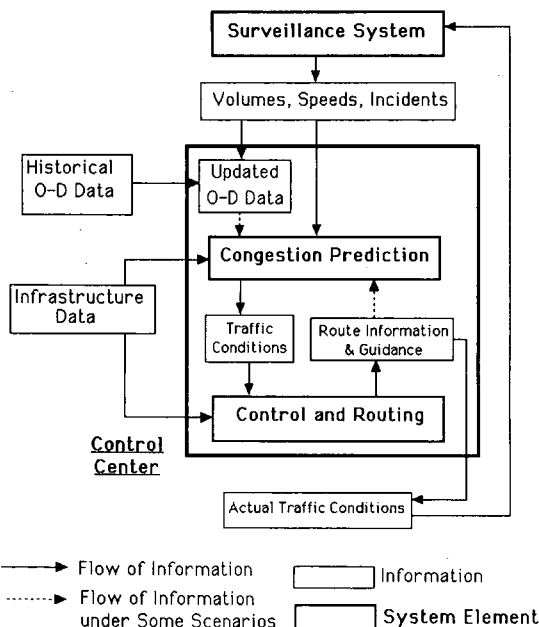 Surveillance System
Volumes, Speeds, Incidents
Historical
O-D Data
Updated
O-D Data
Congestion Prediction
Infrastructure
Data
Traffic
Conditions
Route Information
& Guidance
Control and Routing
Control
Center
Actual Traffic Conditions
Flow of Information
Information
Flow of Information
under Some Scenarios
System Element